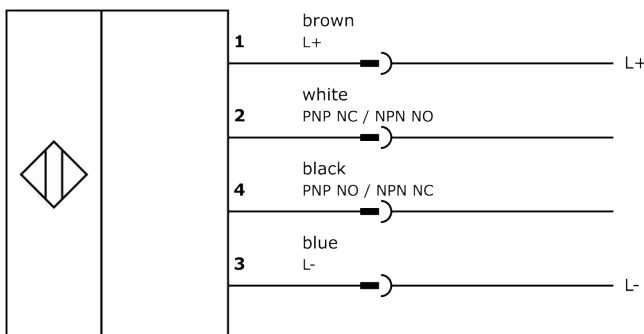 brown
1 L+
L+
white
2 PNP NC / NPN NO
black
4 PNP NO / NPN NC
blue
3 L-
L-